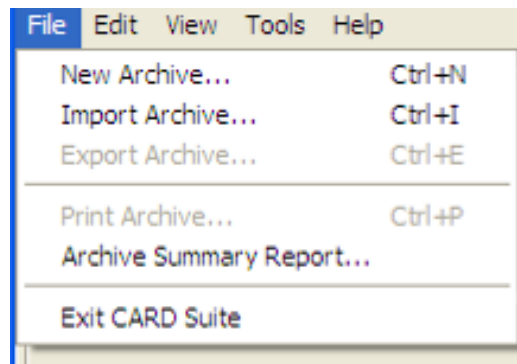 File Edit View Tools Help
New Archive... Ctrl+N
Import Archive... Ctrl+I
Export Archive... Ctrl+E
Print Archive... Ctrl+P
Archive Summary Report...
Exit CARD Suite